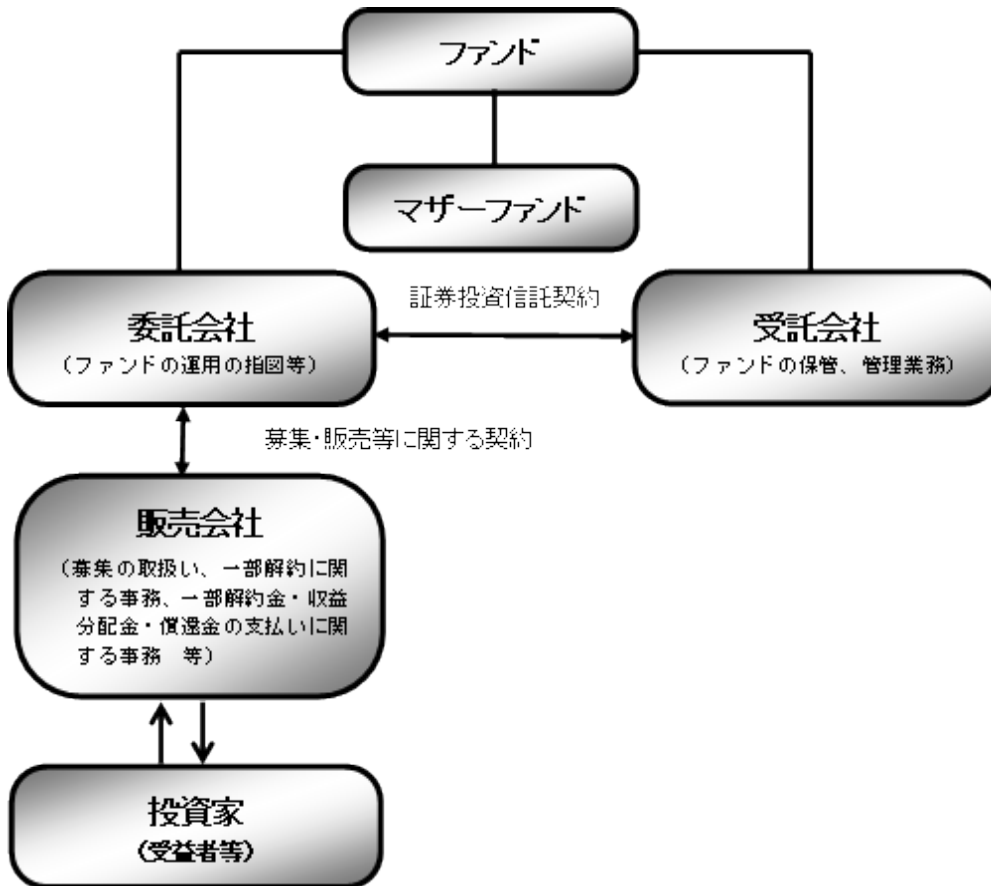 ファンド
マザーファンド
証券投資信託契約
委託会社
（ファンドの運用の指図等）
受託会社
（ファンドの保管、管理業務）
募集・販売等に関する契約
販売会社
（募集の取扱い、一部解約に関
する事務、一部解約金・収益
分配金・償還金の支払いに関
する事務　等）
投資家
（受益者等）